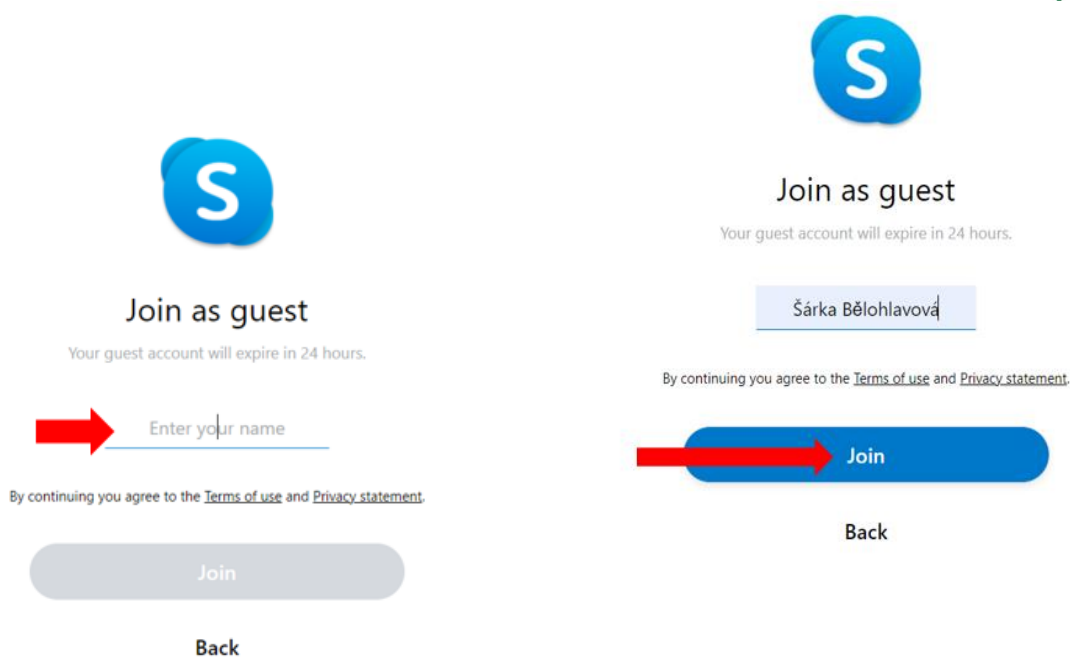 S
Join as guest
Your guest account will expire in 24 hours.
Enter your name
By continuing you agree to the Terms of use and Privacy statement.
Join
Back
S
Join as guest
Your guest account will expire in 24 hours.
Šárka Bělohlavová
By continuing you agree to the Terms of use and Privacy statement.
Join
Back